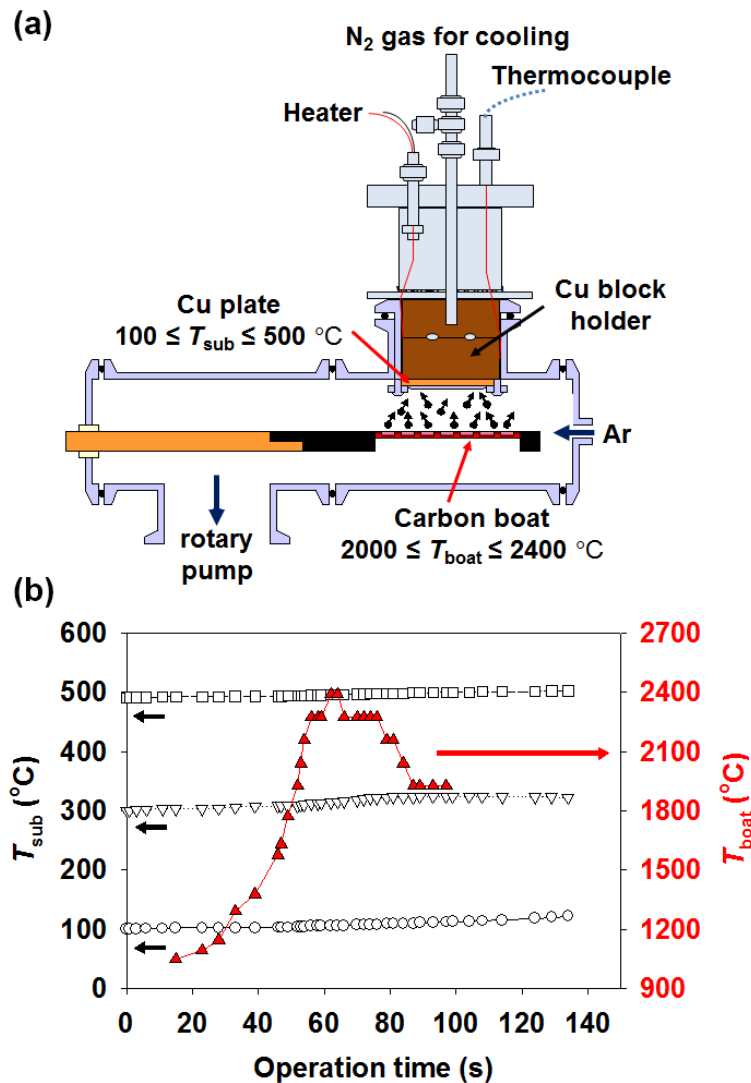 (a)
N2 gas for cooling
Thermocouple
Heater
Cu plate
100 ≤ Tsub ≤ 500 °C
Cu block
holder
Ar
rotary
pump
Carbon boat
2000 ≤ Tboat ≤ 2400 °C
(b)
600
500
400
300
200
100
0
Tsub (°C)
2700
2400
2100
1800
1500
1200
900
Tboat (°C)
0 20 40 60 80 100 120 140
Operation time (s)